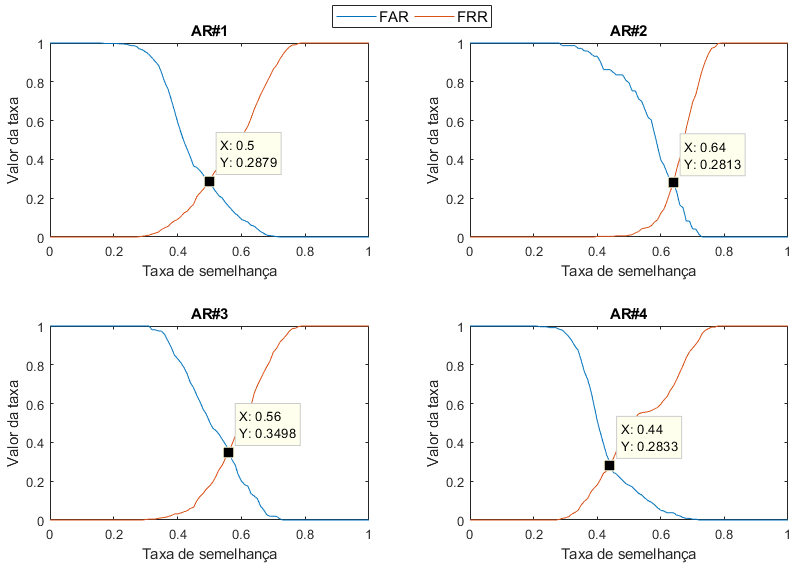 FAR FRR
AR#1
Valor da taxa
1
0.8
0.6
0.4
0.2
0
X: 0.5
Y: 0.2879
0 0.2 0.4 0.6 0.8 1
Taxa de semelhança
AR#2
Valor da taxa
1
0.8
0.6
0.4
0.2
0
X: 0.64
Y: 0.2813
0 0.2 0.4 0.6 0.8 1
Taxa de semelhança
AR#3
Valor da taxa
1
0.8
0.6
0.4
0.2
0
X: 0.56
Y: 0.3498
0 0.2 0.4 0.6 0.8 1
Taxa de semelhança
AR#4
Valor da taxa
1
0.8
0.6
0.4
0.2
0
X: 0.44
Y: 0.2833
0 0.2 0.4 0.6 0.8 1
Taxa de semelhança